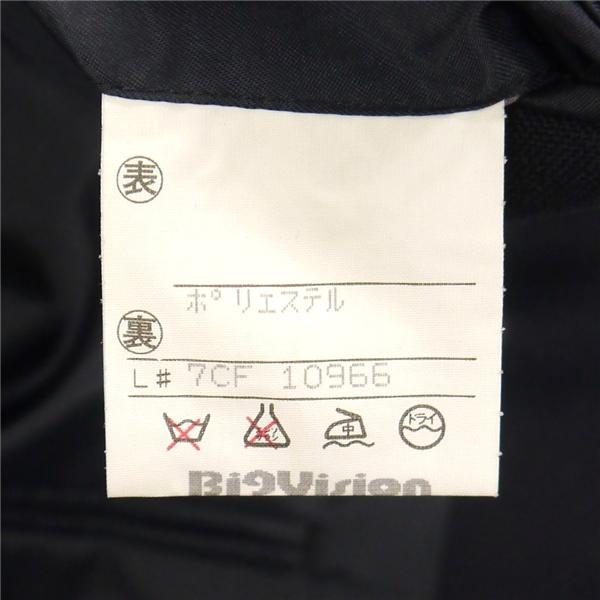 表
ポリエステル
裏
L# 7CF 10966
中 ドライ
BigVision